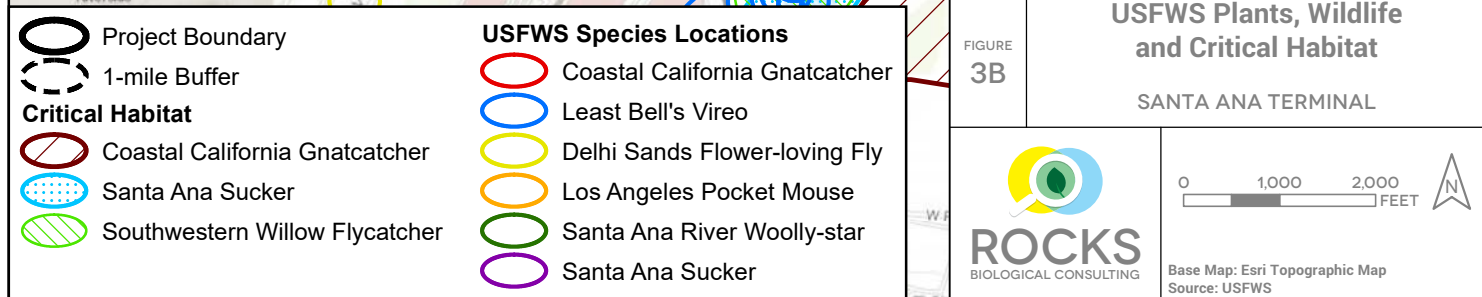 Project Boundary
1-mile Buffer
Critical Habitat
Coastal California Gnatcatcher
Santa Ana Sucker
Southwestern Willow Flycatcher
USFWS Species Locations
Coastal California Gnatcatcher
Least Bell's Vireo
Delhi Sands Flower-loving Fly
Los Angeles Pocket Mouse
Santa Ana River Woolly-star
Santa Ana Sucker
FIGURE
3B
USFWS Plants, Wildlife
and Critical Habitat
SANTA ANA TERMINAL
ROCKS
BIOLOGICAL CONSULTING
0 1,000 2,000
FEET
N
Base Map: Esri Topographic Map
Source: USFWS